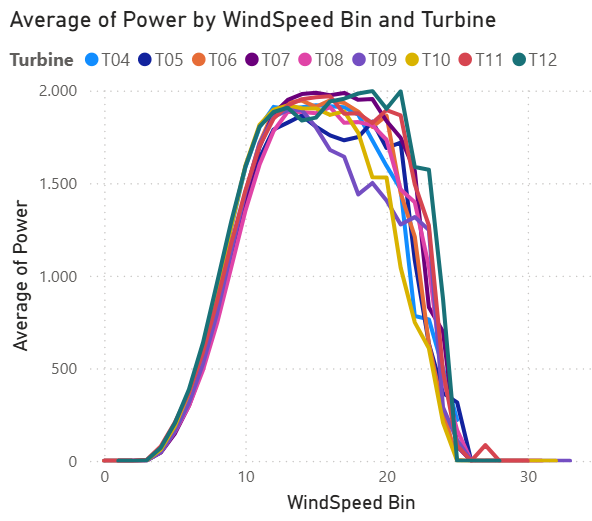 Average of Power by WindSpeed Bin and Turbine
Turbine T04 T05 T06 T07 T08 T09 T10 T11 T12
2.000
1.500
1.000
500
0
Average of Power
0 10 20 30
WindSpeed Bin